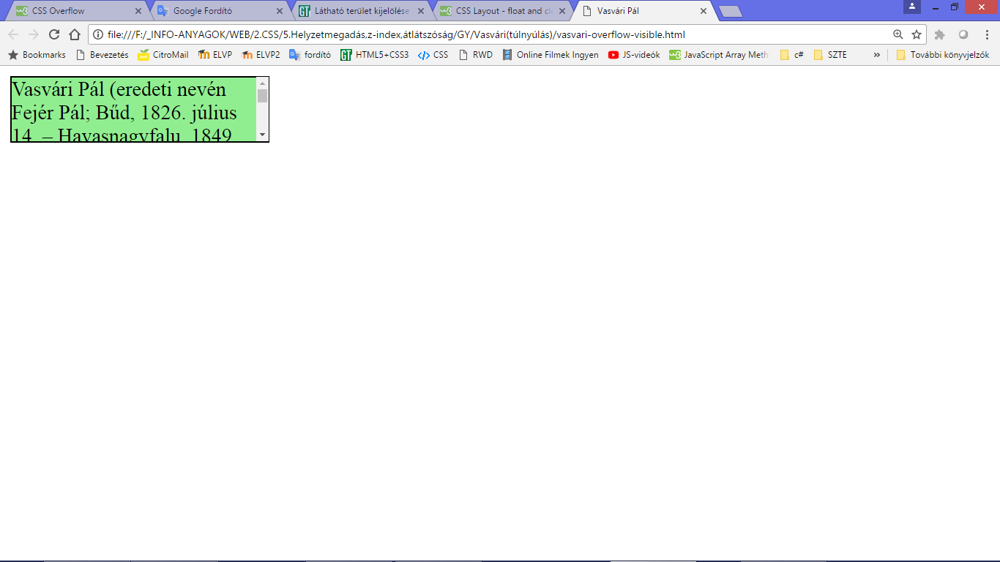 CSS Overflow
Google Fordító
Látható terület kijelölése
CSS Layout - float and cl
Vasvári Pál
file:///F:/_INFO-ANYAGOK/WEB/2.CSS/5.Helyzetmegadás,z-index,átlátszóság/GY/Vasvári(túlnyúlás)/vasvari-overflow-visible.html
Bookmarks Bevezetés CitroMail ELVP ELVP2 fordító HTML5+CSS3 CSS RWD Online Filmek Ingyen JS-videók JavaScript Array Meth c# SZTE » További könyvjelzők
Vasvári Pál (eredeti nevén
Fejér Pál; Bűd, 1826. július
14. – Havasnagyfalu, 1849.